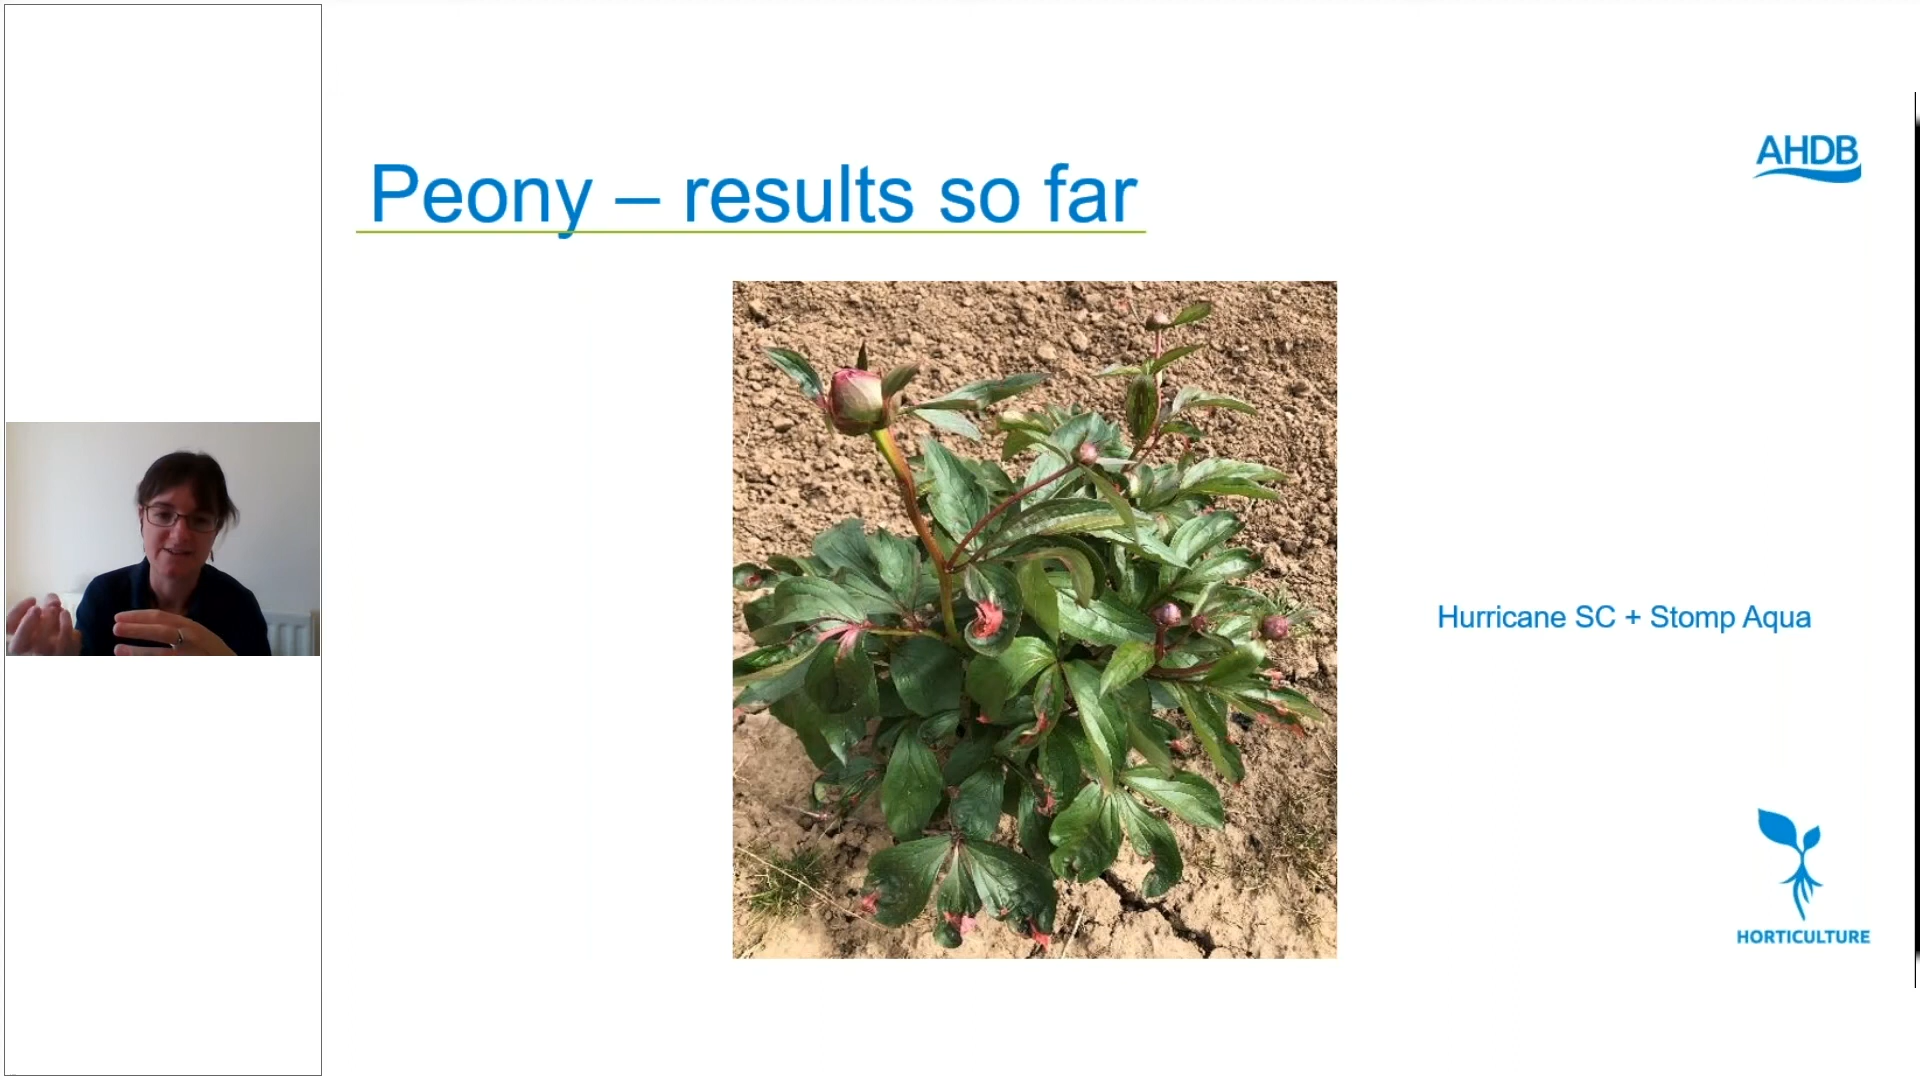 Peony – results so far
AHDB
Hurricane SC + Stomp Aqua
HORTICULTURE